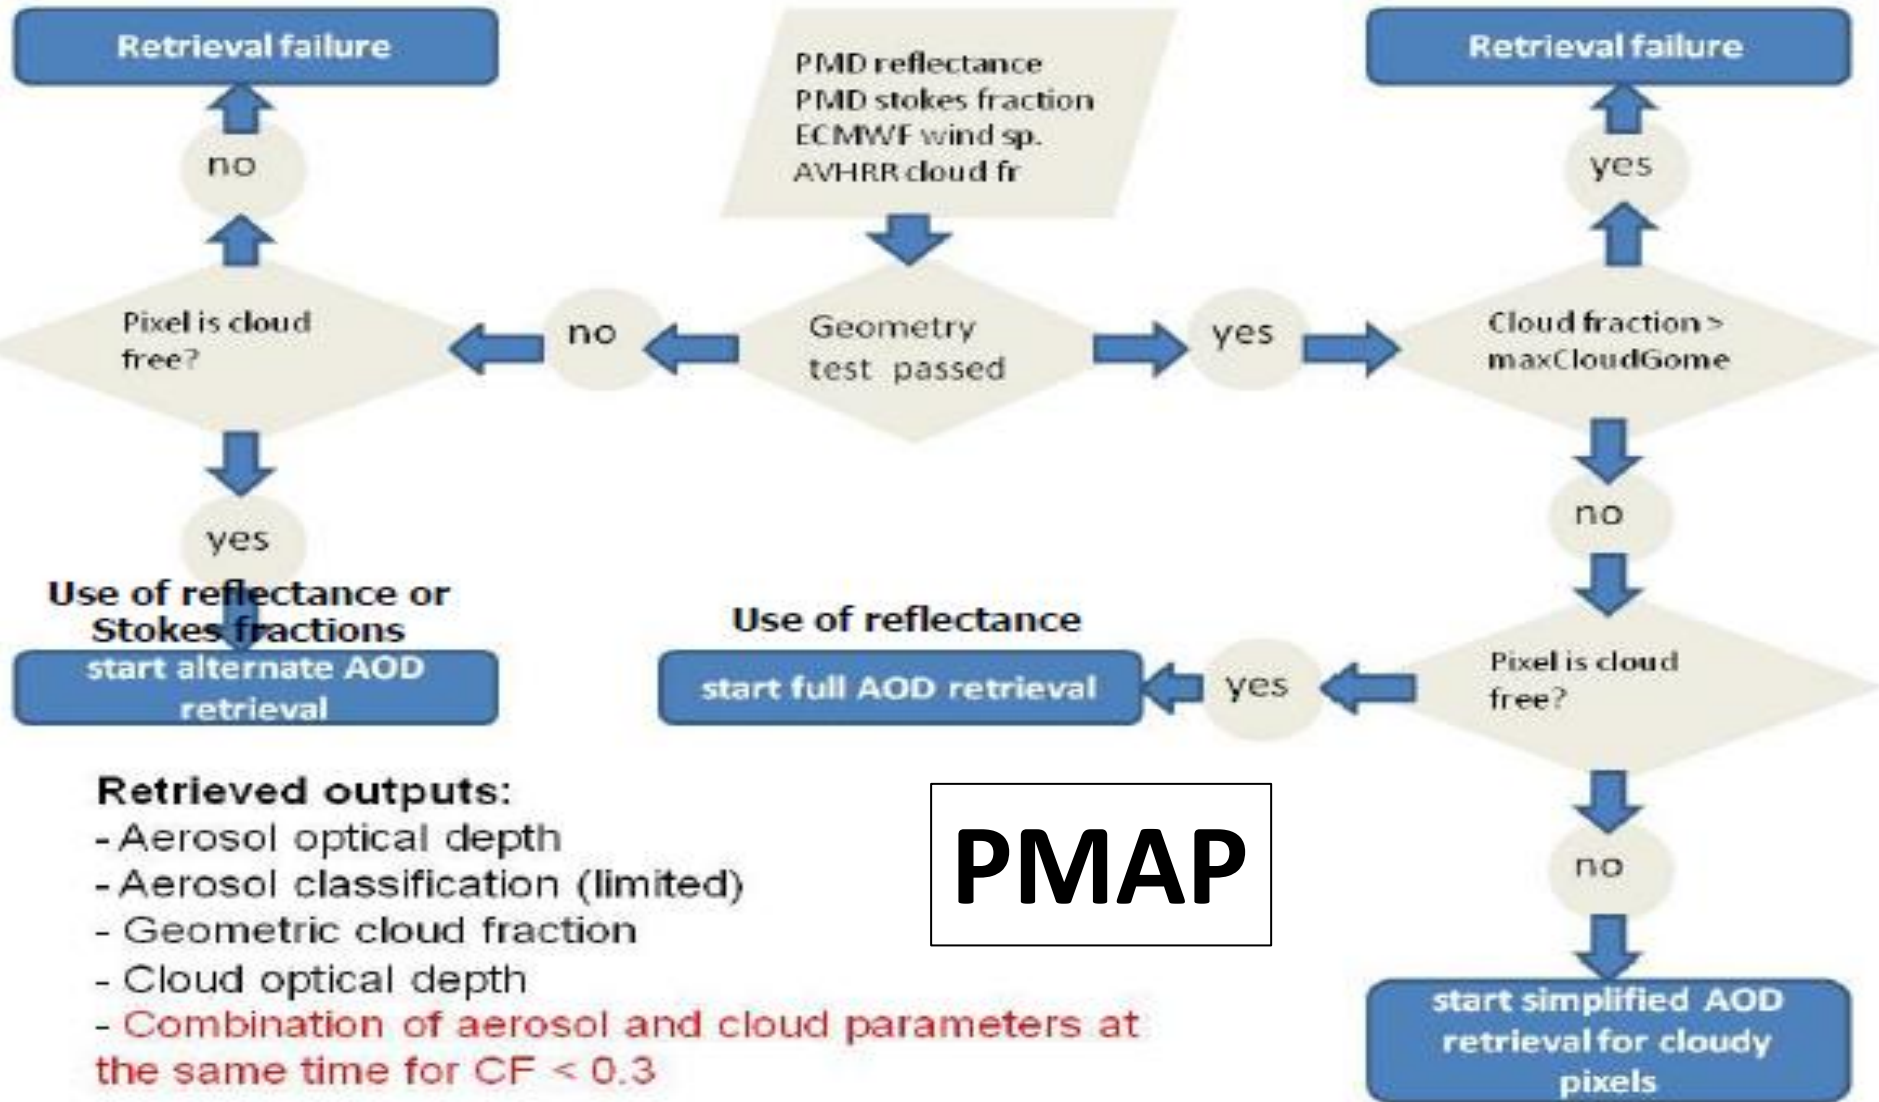 Retrieval failure
PMD reflectance
PMD stokes fraction
ECMWF wind sp.
AVHRR cloud fr
Retrieval failure
no
yes
Pixel is cloud
free?
no
Geometry
test passed
yes
Cloud fraction >
maxCloudGome
yes
no
Use of reflectance or
Stokes fractions
start alternate AOD
retrieval
Use of reflectance
start full AOD retrieval
yes
Pixel is cloud
free?
no
start simplified AOD
retrieval for cloudy
pixels
Retrieved outputs:
- Aerosol optical depth
- Aerosol classification (limited)
- Geometric cloud fraction
- Cloud optical depth
- Combination of aerosol and cloud parameters at
the same time for CF < 0.3
PMAP